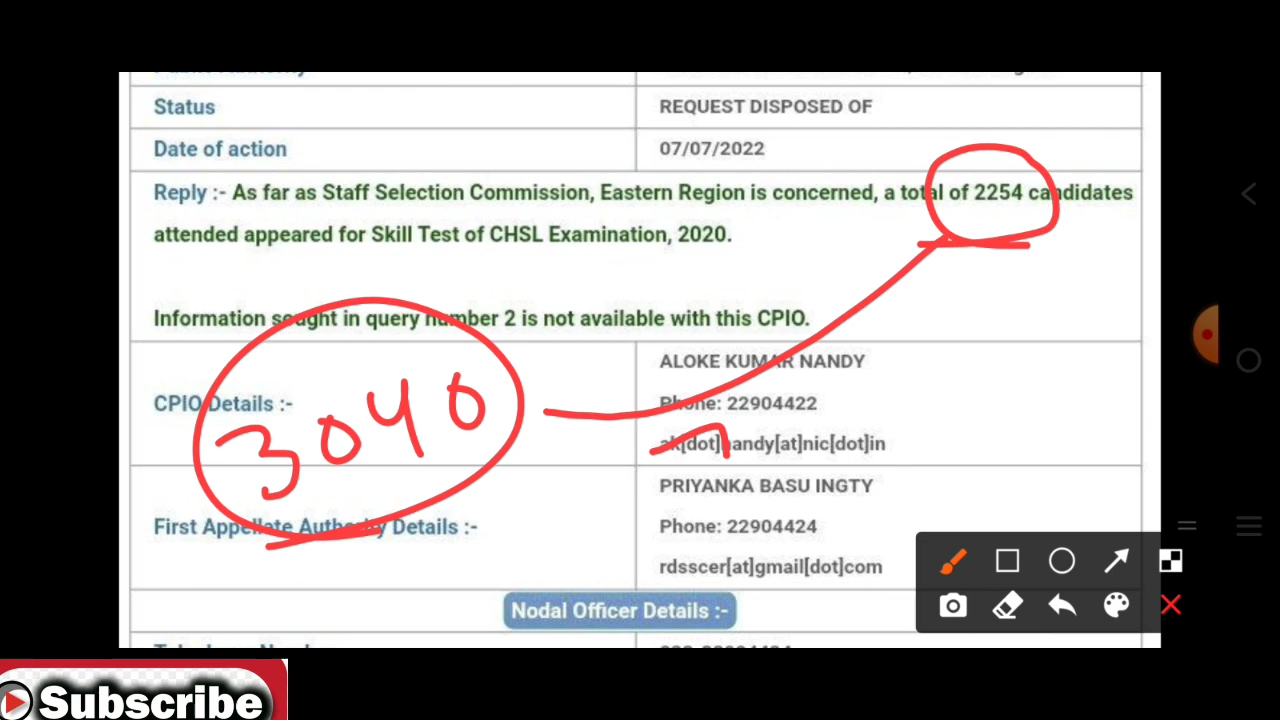 Status REQUEST DISPOSED OF
Date of action 07/07/2022
Reply :- As far as Staff Selection Commission, Eastern Region is concerned, a total of 2254 candidates
attended appeared for Skill Test of CHSL Examination, 2020.
Information sought in query number 2 is not available with this CPIO.
ALOKE KUMAR NANDY
CPIO Details :- Phone: 22904422
3040
ak[dot]nandy[at]nic[dot]in
PRIYANKA BASU INGTY
First Appellate Authority Details :- Phone: 22904424
rdsscer[at]gmail[dot]com
Nodal Officer Details :-
Subscribe